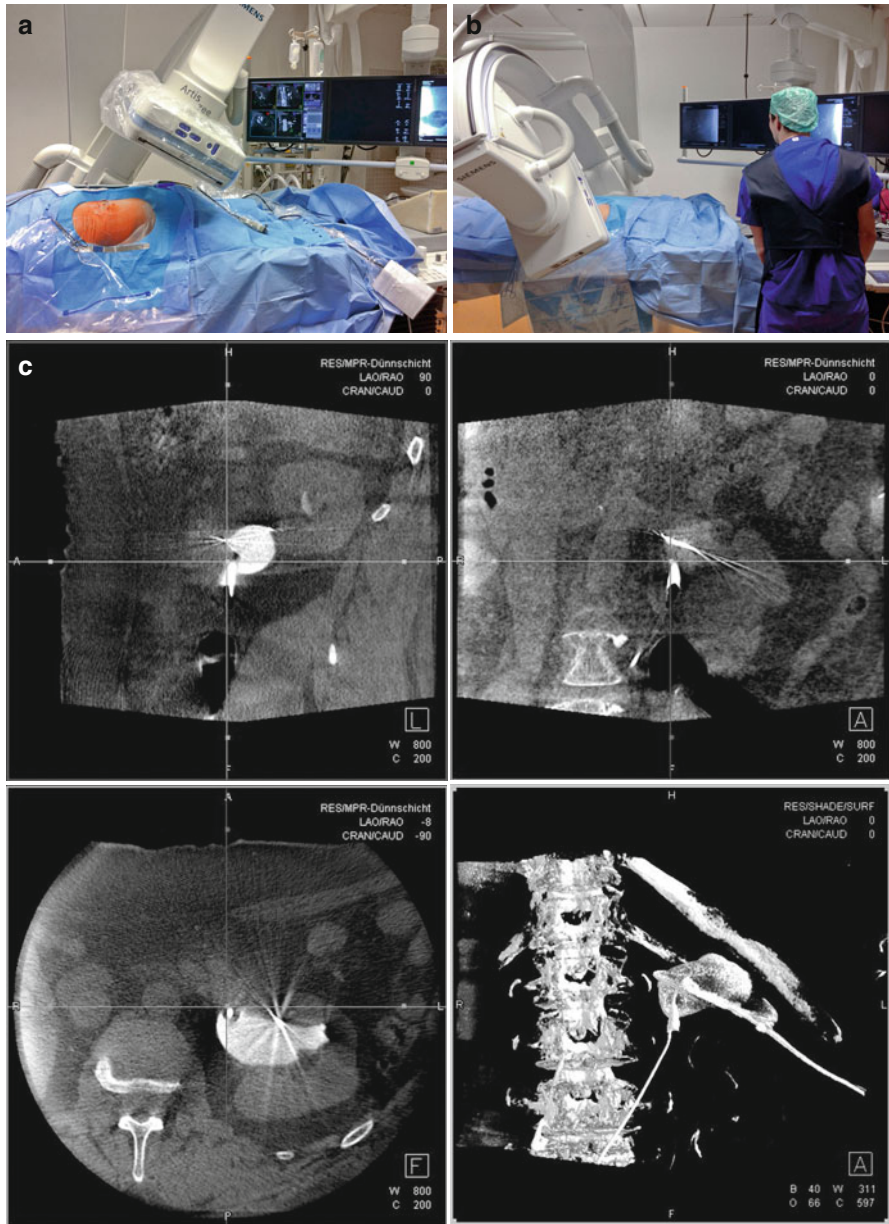 a
SIEMENS
Artis
b
SIEMENS
c
H
RES/MPR-Dünnschicht
LAO/RAO 90
CRAN/CAUD 0
A
P
L
W 800
C 200
F
H
RES/MPR-Dünnschicht
LAO/RAO 0
CRAN/CAUD 0
R
L
A
W 800
C 200
F
A
RES/MPR-Dünnschicht
LAO/RAO -8
CRAN/CAUD -90
R
L
F
W 800
C 200
P
H
RES/SHADE/SURF
LAO/RAO 0
CRAN/CAUD 0
R
L
A
B 40 W 311
O 66 C 597
F